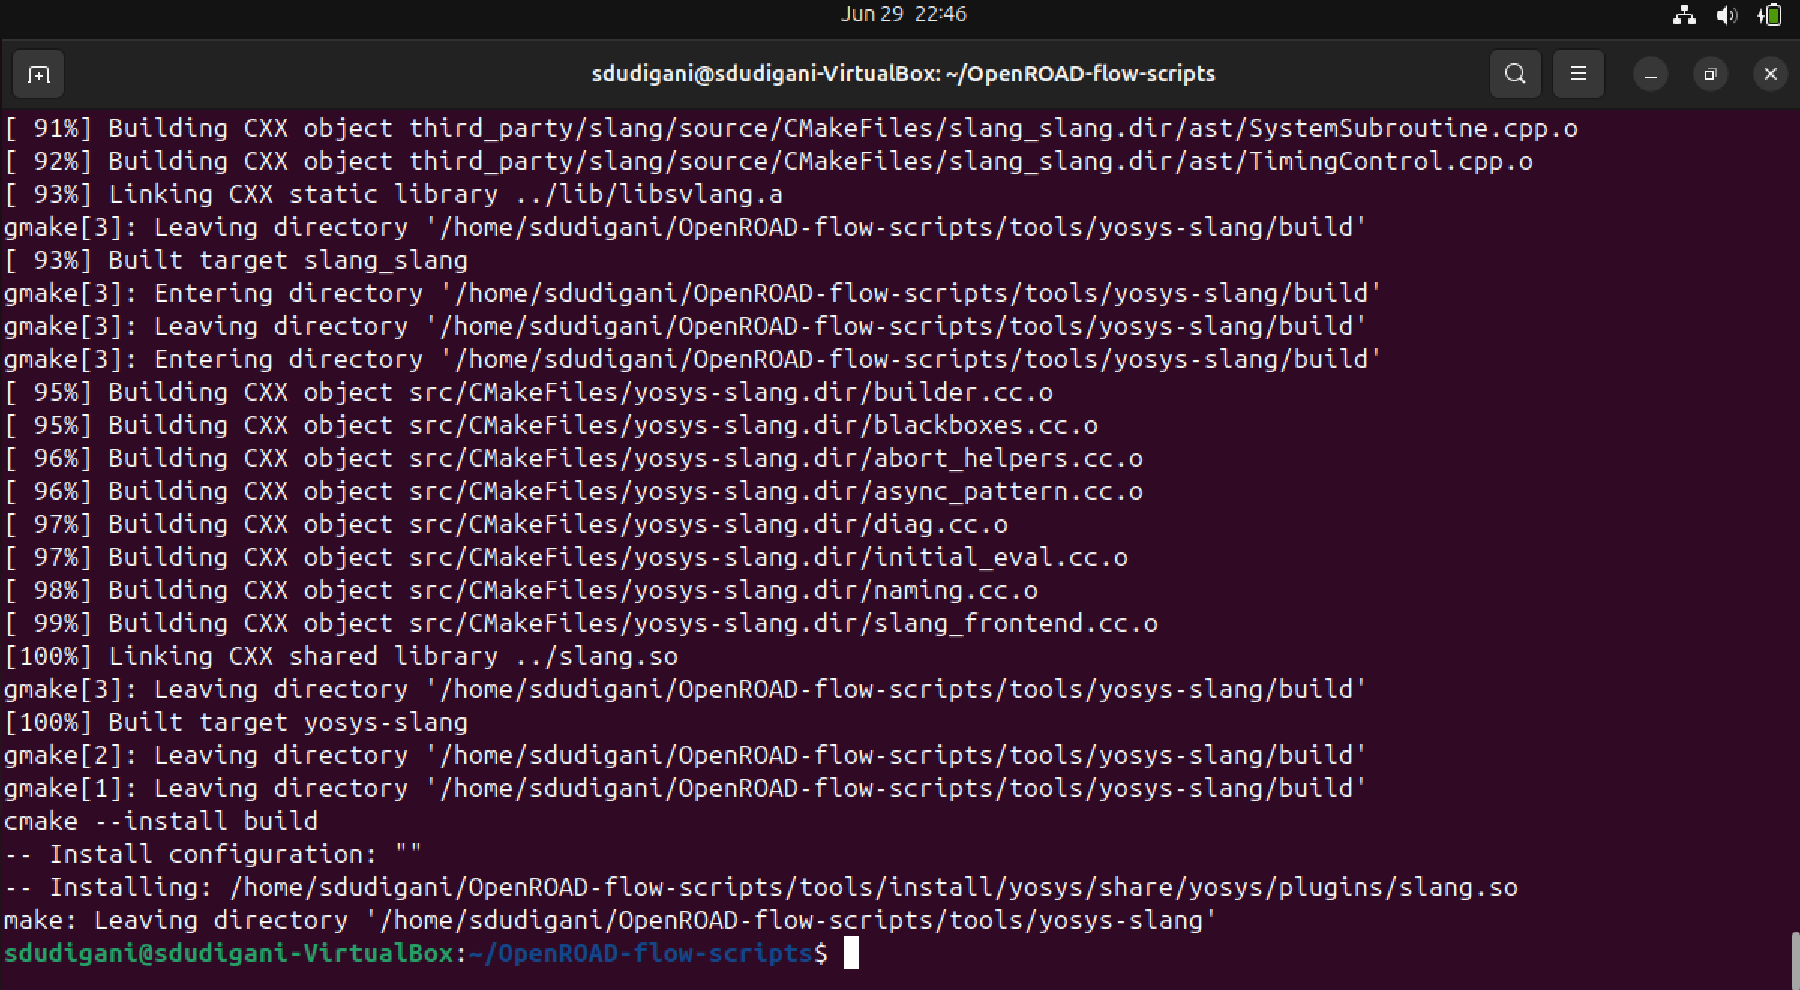 Jun 29 22:46
sdudigani@sdudigani-VirtualBox: ~/OpenROAD-flow-scripts
[ 91%] Building CXX object third_party/slang/source/CMakeFiles/slang_slang.dir/ast/SystemSubroutine.cpp.o
[ 92%] Building CXX object third_party/slang/source/CMakeFiles/slang_slang.dir/ast/TimingControl.cpp.o
[ 93%] Linking CXX static library ../lib/libsvlang.a
gmake[3]: Leaving directory '/home/sdudigani/OpenROAD-flow-scripts/tools/yosys-slang/build'
[ 93%] Built target slang_slang
gmake[3]: Entering directory '/home/sdudigani/OpenROAD-flow-scripts/tools/yosys-slang/build'
gmake[3]: Leaving directory '/home/sdudigani/OpenROAD-flow-scripts/tools/yosys-slang/build'
gmake[3]: Entering directory '/home/sdudigani/OpenROAD-flow-scripts/tools/yosys-slang/build'
[ 95%] Building CXX object src/CMakeFiles/yosys-slang.dir/builder.cc.o
[ 95%] Building CXX object src/CMakeFiles/yosys-slang.dir/blackboxes.cc.o
[ 96%] Building CXX object src/CMakeFiles/yosys-slang.dir/abort_helpers.cc.o
[ 96%] Building CXX object src/CMakeFiles/yosys-slang.dir/async_pattern.cc.o
[ 97%] Building CXX object src/CMakeFiles/yosys-slang.dir/diag.cc.o
[ 97%] Building CXX object src/CMakeFiles/yosys-slang.dir/initial_eval.cc.o
[ 98%] Building CXX object src/CMakeFiles/yosys-slang.dir/naming.cc.o
[ 99%] Building CXX object src/CMakeFiles/yosys-slang.dir/slang_frontend.cc.o
[100%] Linking CXX shared library ../slang.so
gmake[3]: Leaving directory '/home/sdudigani/OpenROAD-flow-scripts/tools/yosys-slang/build'
[100%] Built target yosys-slang
gmake[2]: Leaving directory '/home/sdudigani/OpenROAD-flow-scripts/tools/yosys-slang/build'
gmake[1]: Leaving directory '/home/sdudigani/OpenROAD-flow-scripts/tools/yosys-slang/build'
cmake --install build
-- Install configuration: ""
-- Installing: /home/sdudigani/OpenROAD-flow-scripts/tools/install/yosys/share/yosys/plugins/slang.so
make: Leaving directory '/home/sdudigani/OpenROAD-flow-scripts/tools/yosys-slang'
sdudigani@sdudigani-VirtualBox:~/OpenROAD-flow-scripts$